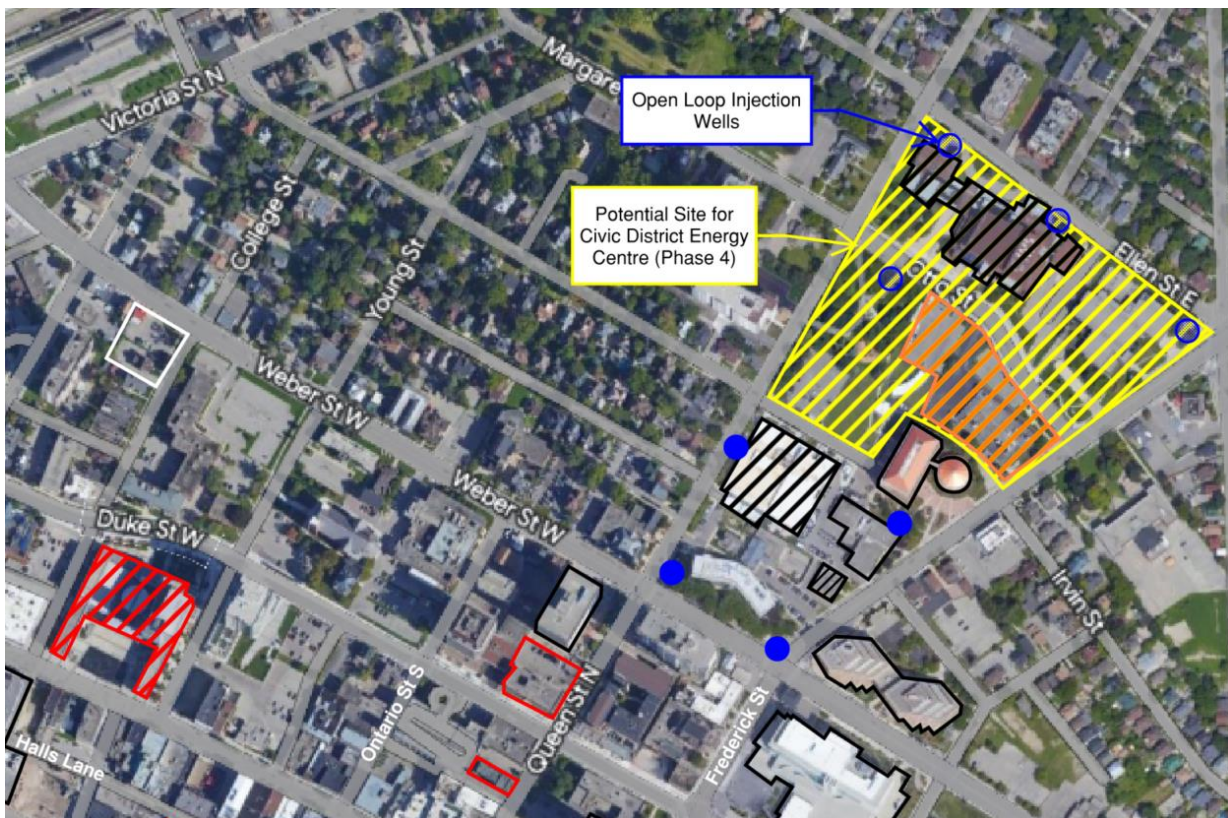 Victoria St N
Margare
Open Loop Injection
Wells
College St
Young St
Potential Site for
Civic District Energy
Centre (Phase 4)
Otto St
Ellen St E
Weber St W
Weber St W
Duke St W
Irvin St
Ontario St S
Queen St N
Frederick St
Halls Lane